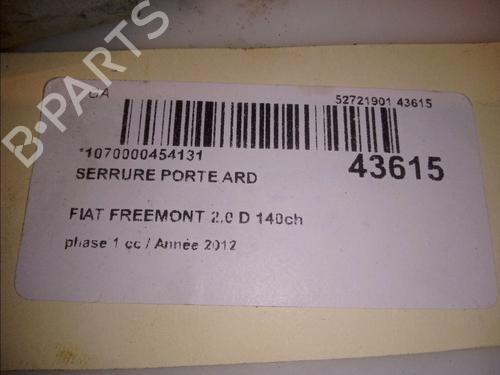 52721901 43615
*1070000454131
43615
SERRURE PORTE ARD
FIAT FREEMONT 2.0 D 140ch
phase 1 cc / Année 2012
B-PARTS